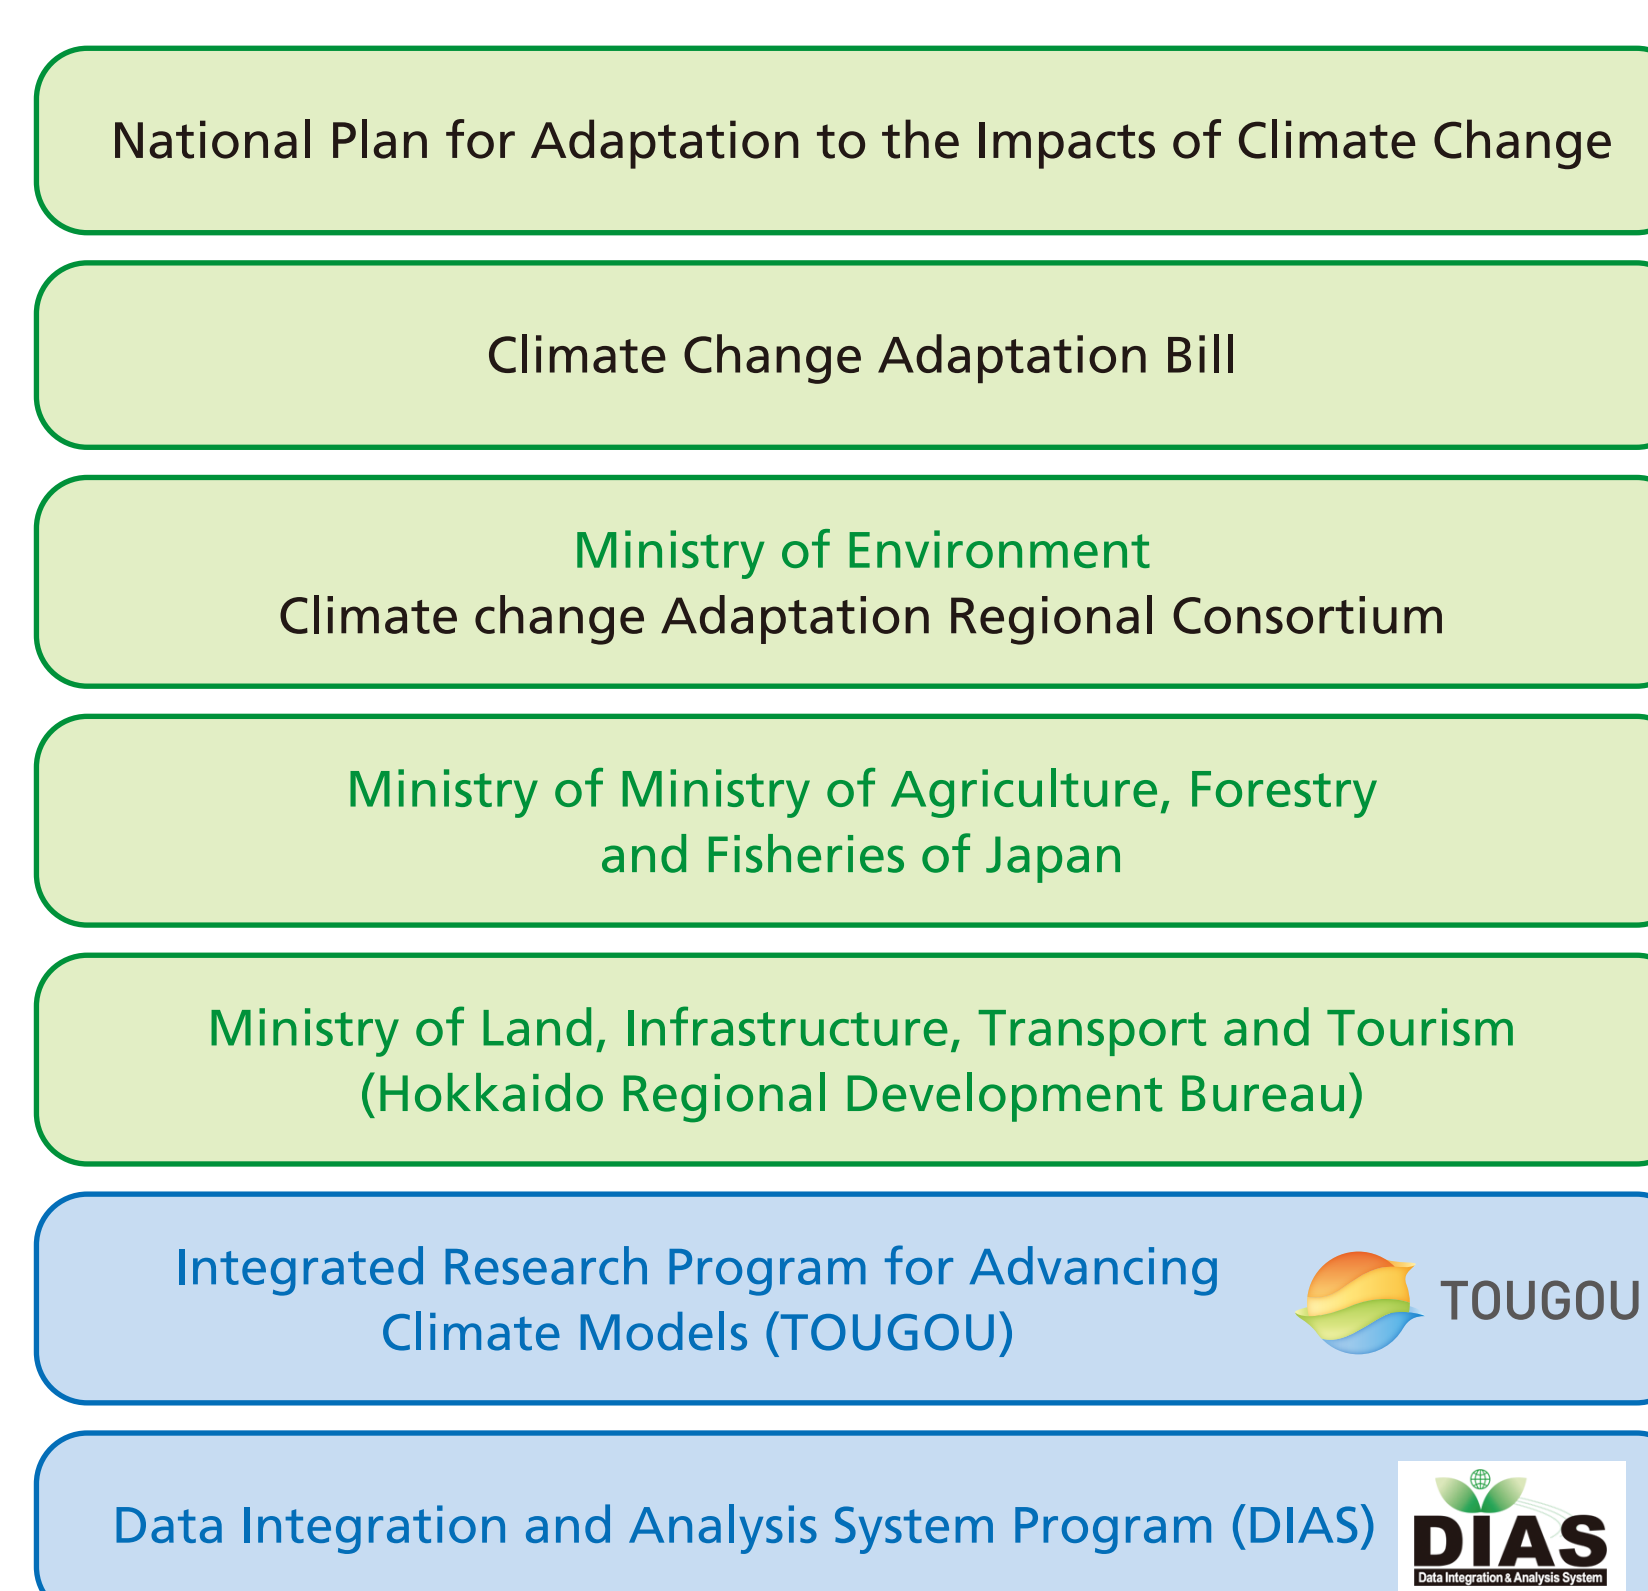 National Plan for Adaptation to the Impacts of Climate Change
Climate Change Adaptation Bill
Ministry of Environment
Climate change Adaptation Regional Consortium
Ministry of Ministry of Agriculture, Forestry
and Fisheries of Japan
Ministry of Land, Infrastructure, Transport and Tourism
(Hokkaido Regional Development Bureau)
Integrated Research Program for Advancing
Climate Models (TOUGOU)
TOUGOU
Data Integration and Analysis System Program (DIAS)
DIAS
Data Integration & Analysis System